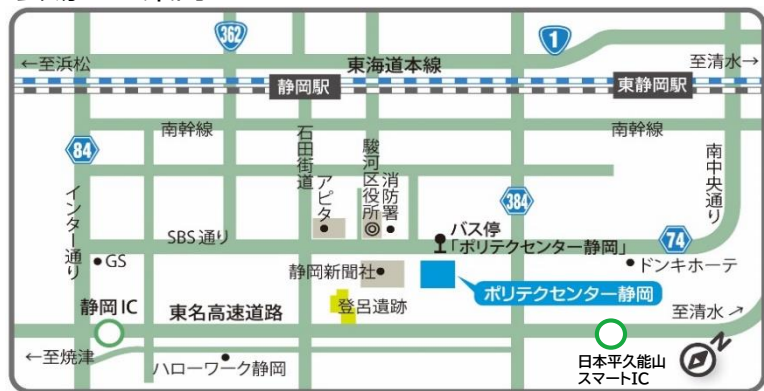 362
1
←至浜松
東海道本線
至清水→
静岡駅
東静岡駅
南幹線
南幹線
84
石田街道
駿河区役所
消防署
アピタ
384
南中央通り
インター通り
SBS通り
バス停
「ポリテクセンター静岡」
74
GS
静岡新聞社
ドンキホーテ
ポリテクセンター静岡
静岡IC
東名高速道路
登呂遺跡
至清水↗
←至焼津
ハローワーク静岡
日本平久能山
スマートIC
N